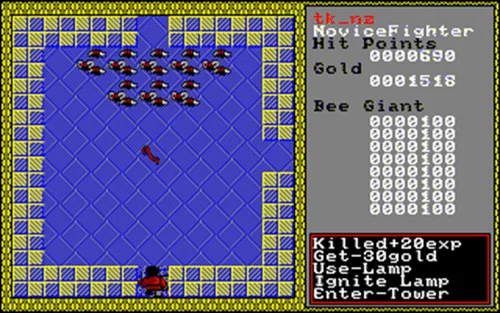 tk_nz
NoviceFighter
Hit Points
0000690
Gold
0001518
Bee Giant
0000100
0000100
0000100
0000100
0000100
0000100
0000100
0000100
Killed+20exp
Get-30gold
Use-Lamp
Ignite Lamp
Enter-Tower